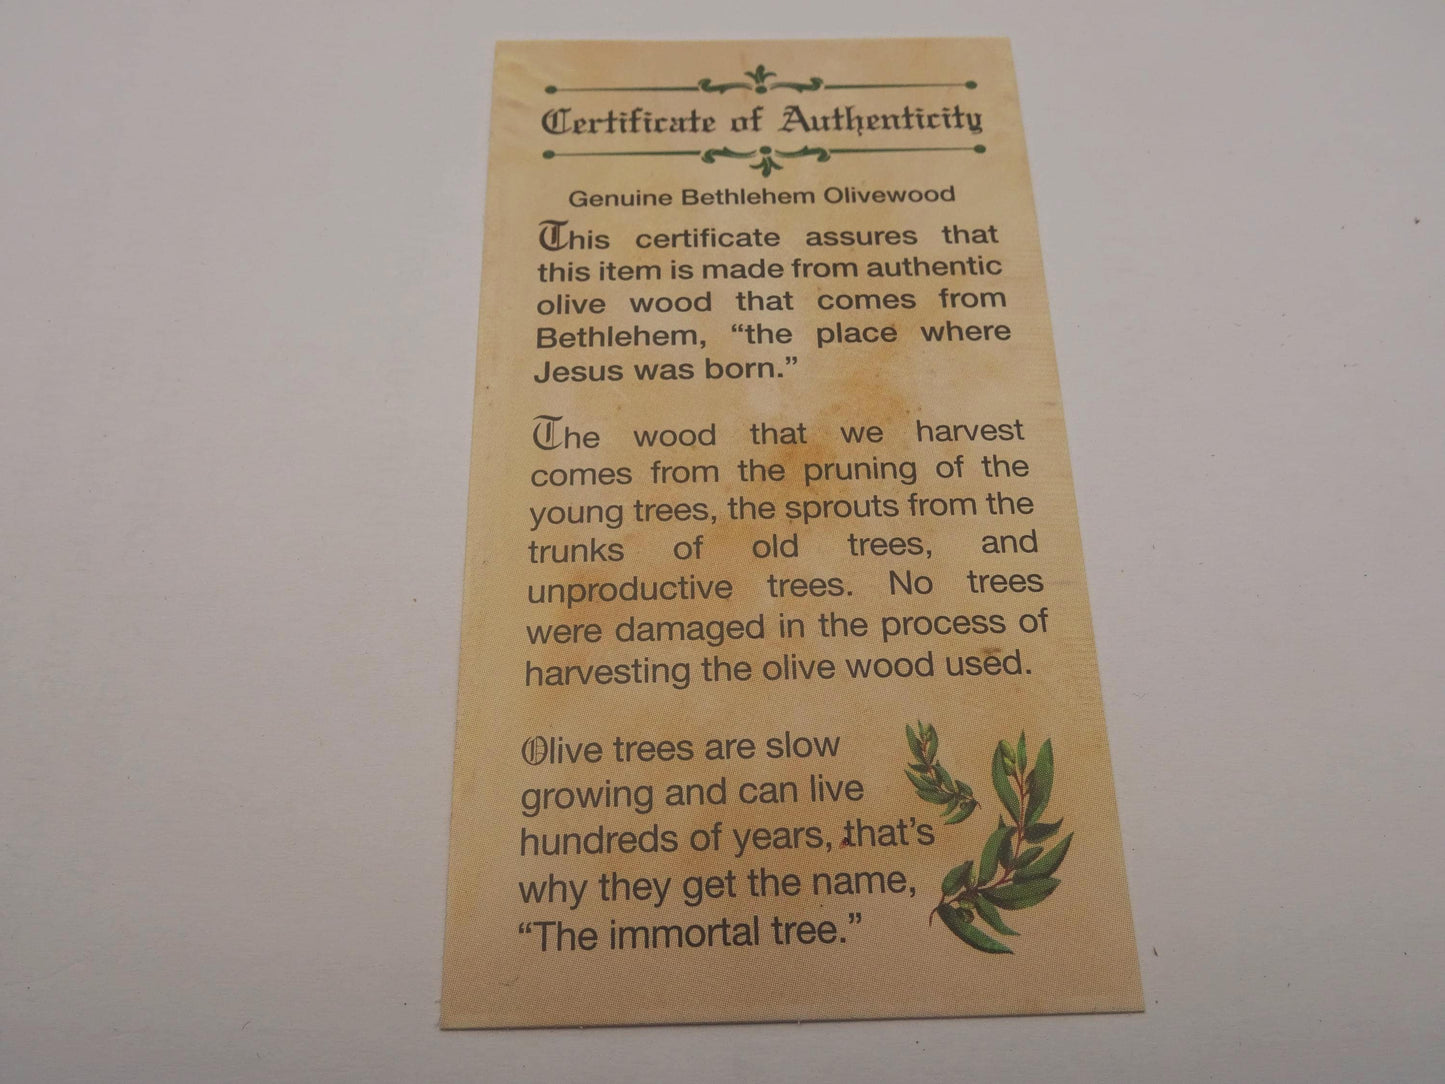 Certificate of Authenticity
Genuine Bethlehem Olivewood
This certificate assures that
this item is made from authentic
olive wood that comes from
Bethlehem, “the place where
Jesus was born.”
The wood that we harvest
comes from the pruning of the
young trees, the sprouts from the
trunks of old trees, and
unproductive trees. No trees
were damaged in the process of
harvesting the olive wood used.
Olive trees are slow
growing and can live
hundreds of years, that’s
why they get the name,
“The immortal tree.”